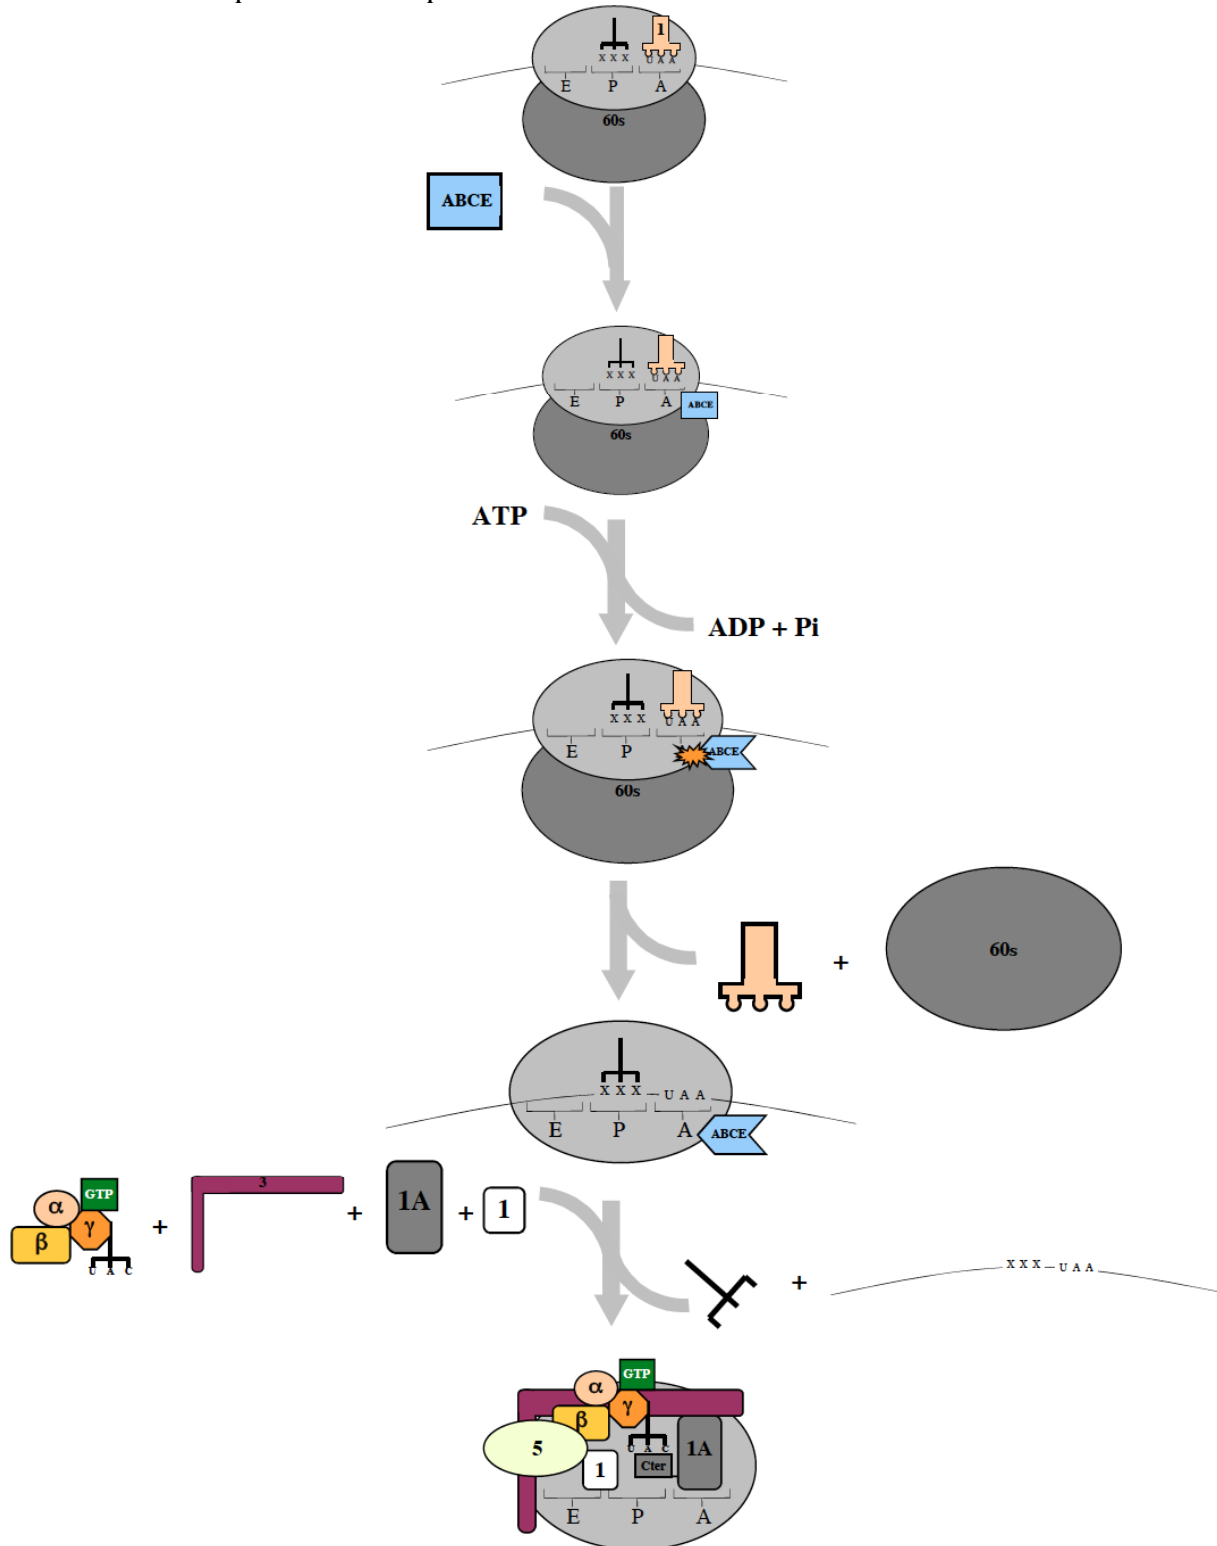 1
X X X U A A
E P A
60s
ABCE
X X X U A A
E P A ABCE
60s
ATP
ADP + Pi
X X X U A A
E P ABCE
60s
+ 60s
X X X U A A
E P A ABCE
GTP
α γ β
U A C
+ 3 + 1A + 1
+ X X X U A A
GTP
α γ
β
5 U A C 1A
1 Cter
E P A